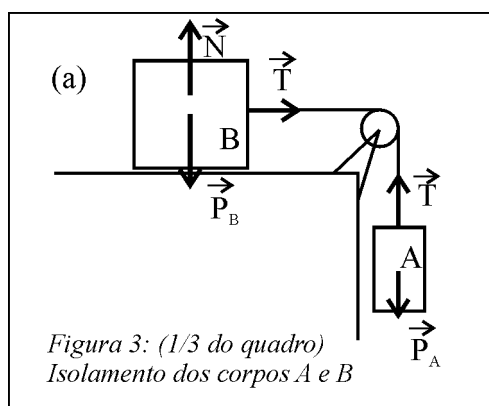 (a)
N
T
B
P_B
T
A
P_A
Figura 3: (1/3 do quadro)
Isolamento dos corpos A e B